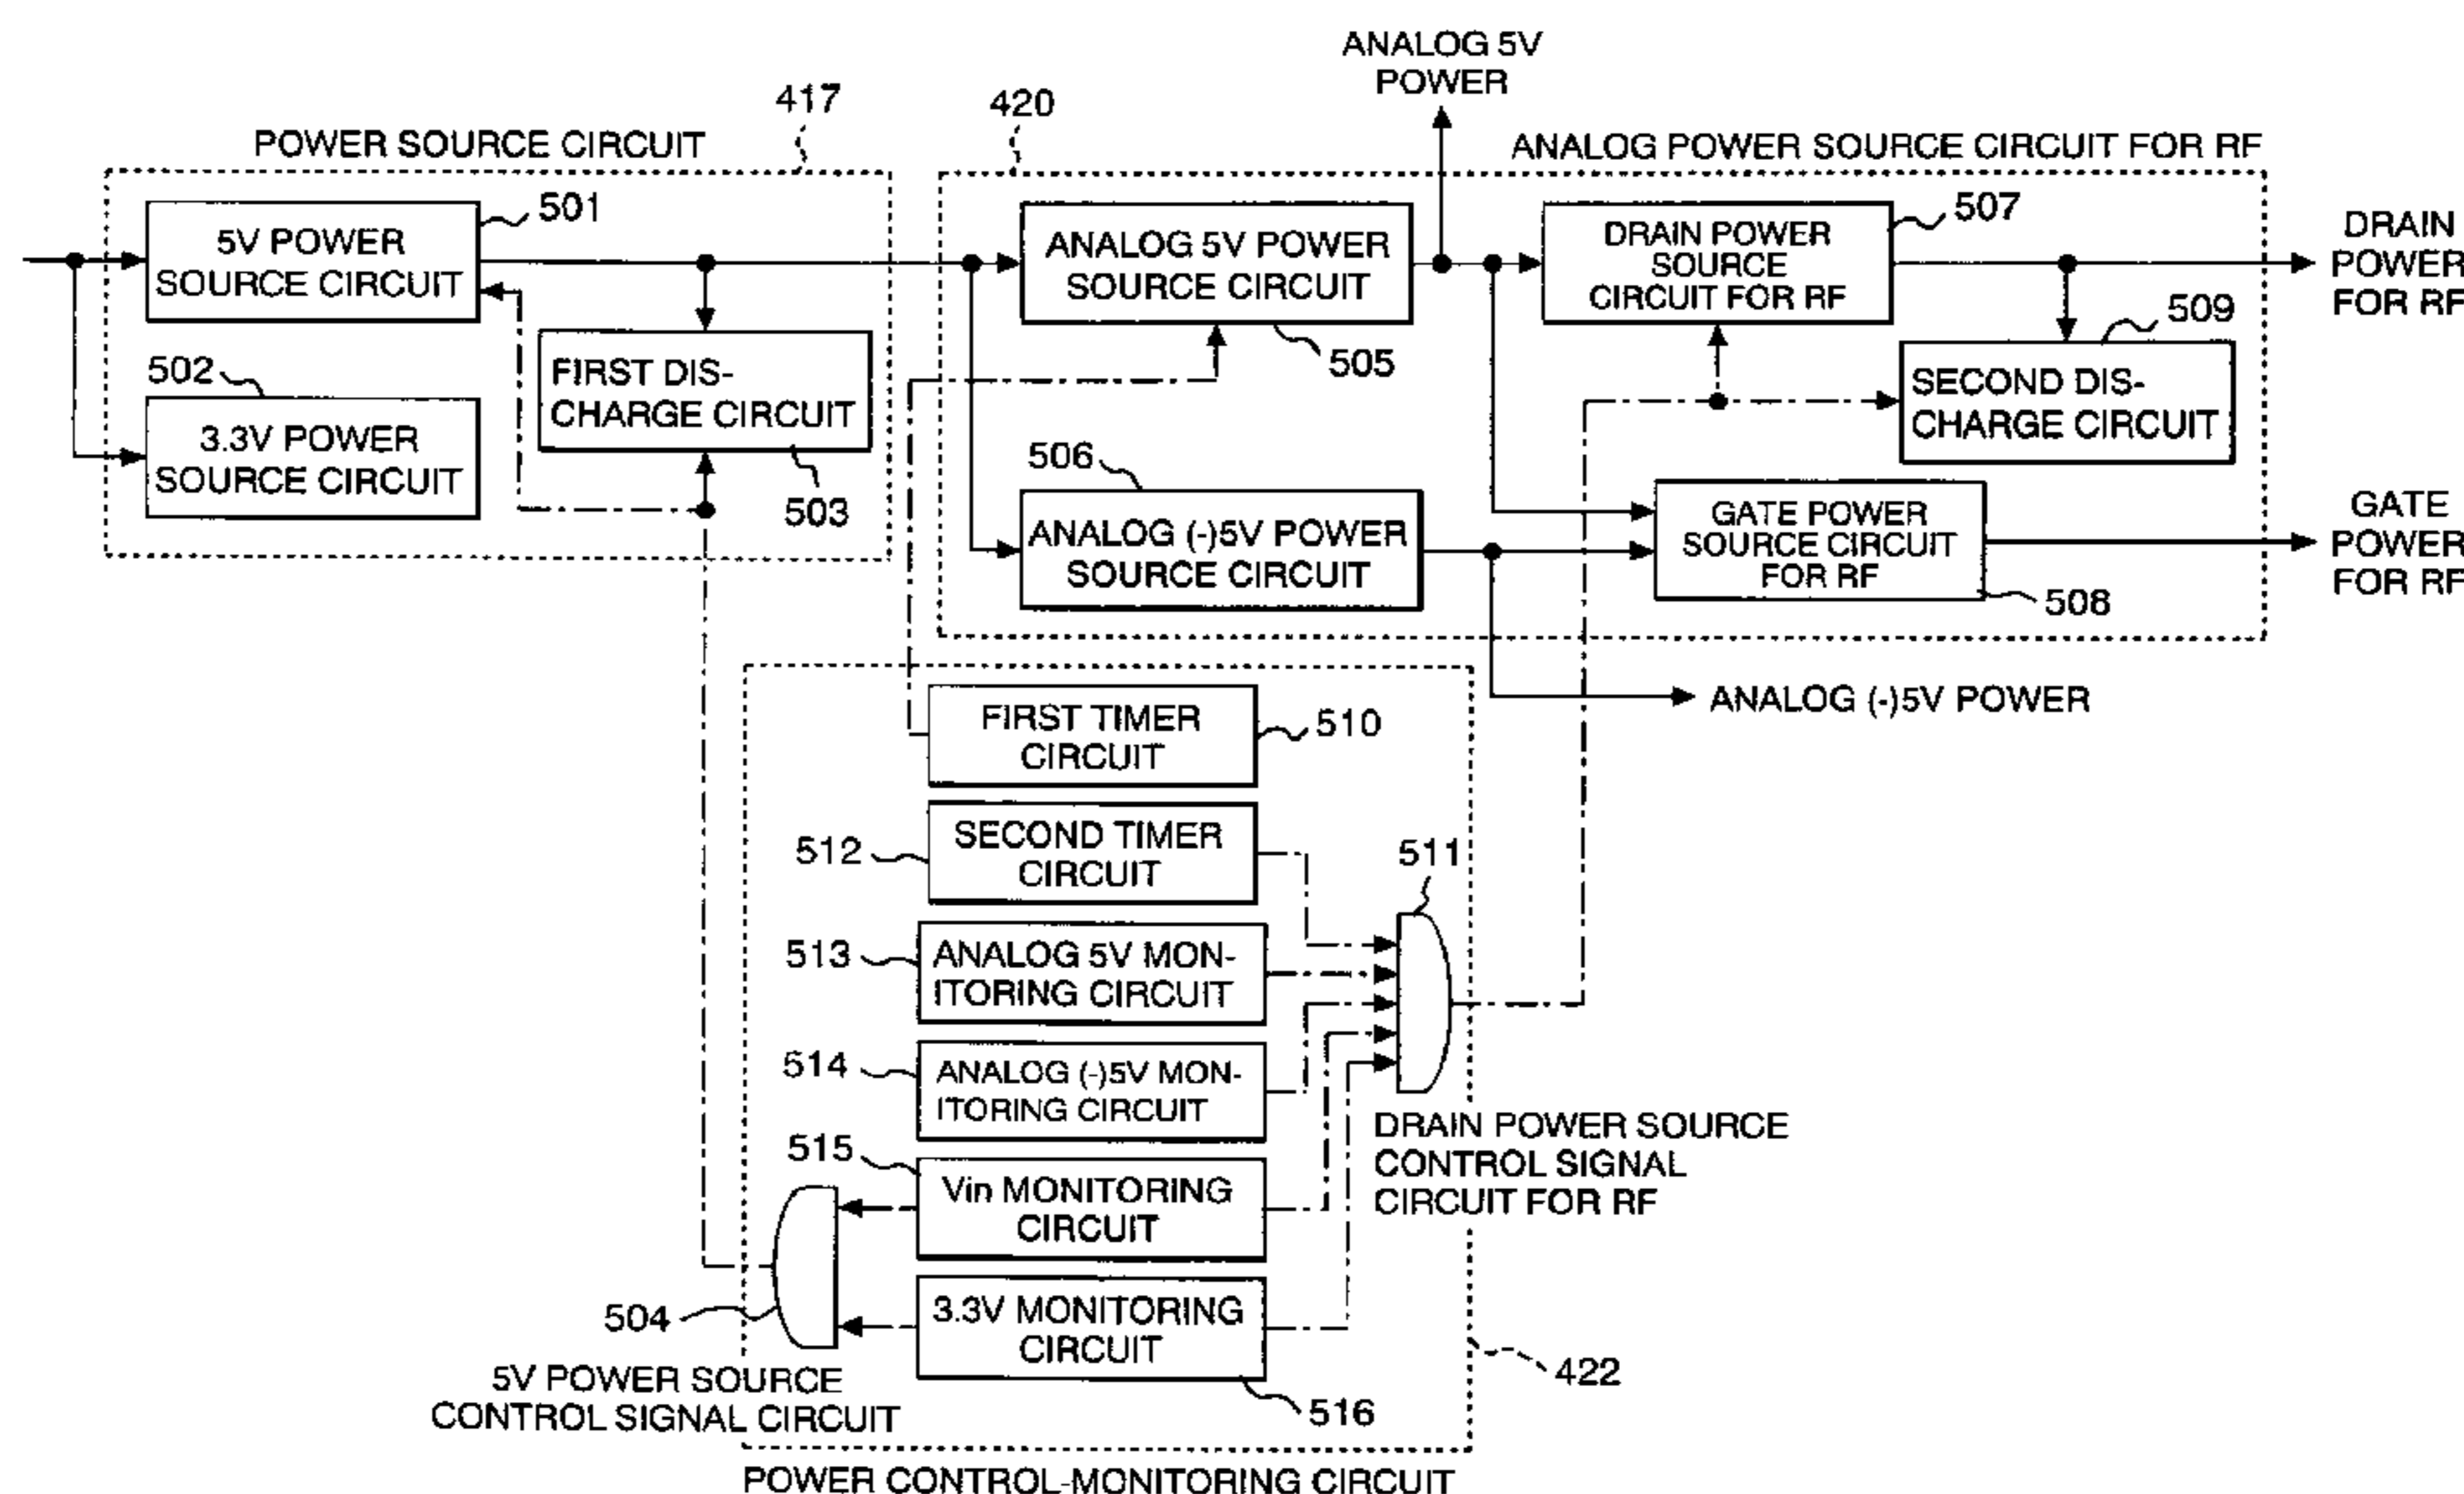 ANALOG 5V
POWER
417
420
POWER SOURCE CIRCUIT
ANALOG POWER SOURCE CIRCUIT FOR RF
501
5V POWER
SOURCE CIRCUIT
502
3.3V POWER
SOURCE CIRCUIT
FIRST DIS-
CHARGE CIRCUIT
503
ANALOG 5V POWER
SOURCE CIRCUIT
505
506
ANALOG (-)5V POWER
SOURCE CIRCUIT
507
DRAIN POWER
SOURCE
CIRCUIT FOR RF
509
SECOND DIS-
CHARGE CIRCUIT
GATE POWER
SOURCE CIRCUIT
FOR RF
508
DRAIN
POWER
FOR RF
GATE
POWER
FOR RF
ANALOG (-)5V POWER
FIRST TIMER
CIRCUIT
510
512
SECOND TIMER
CIRCUIT
511
513
ANALOG 5V MON-
ITORING CIRCUIT
514
ANALOG (-)5V MON-
ITORING CIRCUIT
DRAIN POWER SOURCE
CONTROL SIGNAL
CIRCUIT FOR RF
515
Vin MONITORING
CIRCUIT
504
3.3V MONITORING
CIRCUIT
516
422
5V POWER SOURCE
CONTROL SIGNAL CIRCUIT
POWER CONTROL-MONITORING CIRCUIT